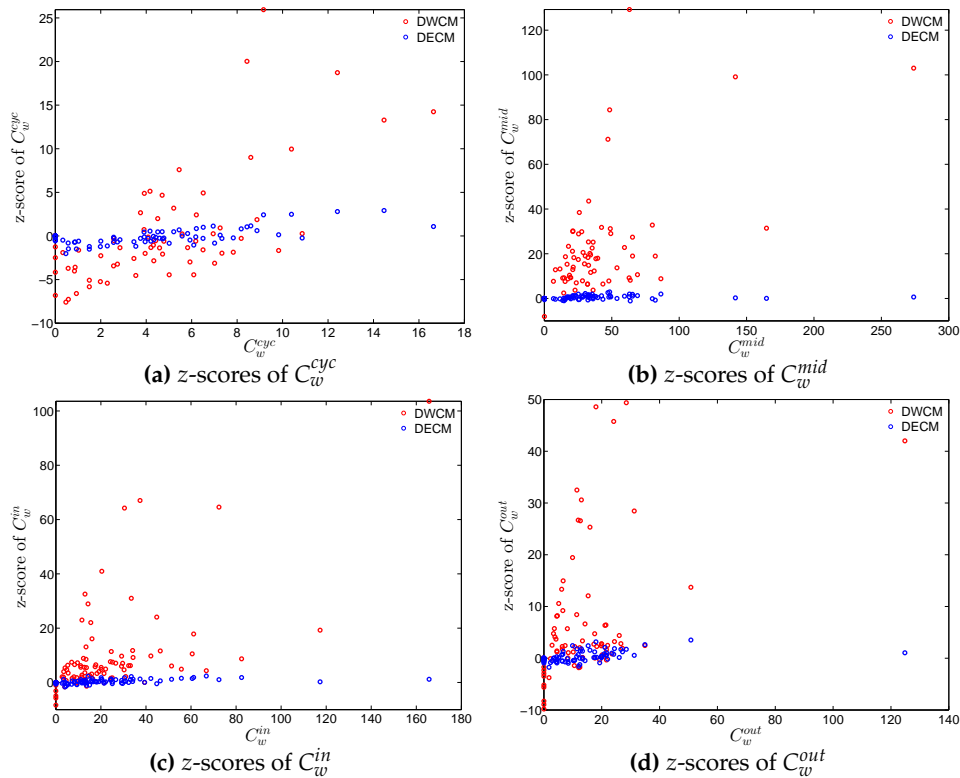 DWCM
DECM
25
20
15
10
5
0
−5
−10
z-score of C_w^{cyc}
0 2 4 6 8 10 12 14 16 18
C_w^{cyc}
(a) z-scores of C_w^{cyc}
DWCM
DECM
120
100
80
60
40
20
0
z-score of C_w^{mid}
0 50 100 150 200 250 300
C_w^{mid}
(b) z-scores of C_w^{mid}
DWCM
DECM
100
80
60
40
20
0
z-score of C_w^{in}
0 20 40 60 80 100 120 140 160 180
C_w^{in}
(c) z-scores of C_w^{in}
DWCM
DECM
50
40
30
20
10
0
−10
z-score of C_w^{out}
0 20 40 60 80 100 120 140
C_w^{out}
(d) z-scores of C_w^{out}